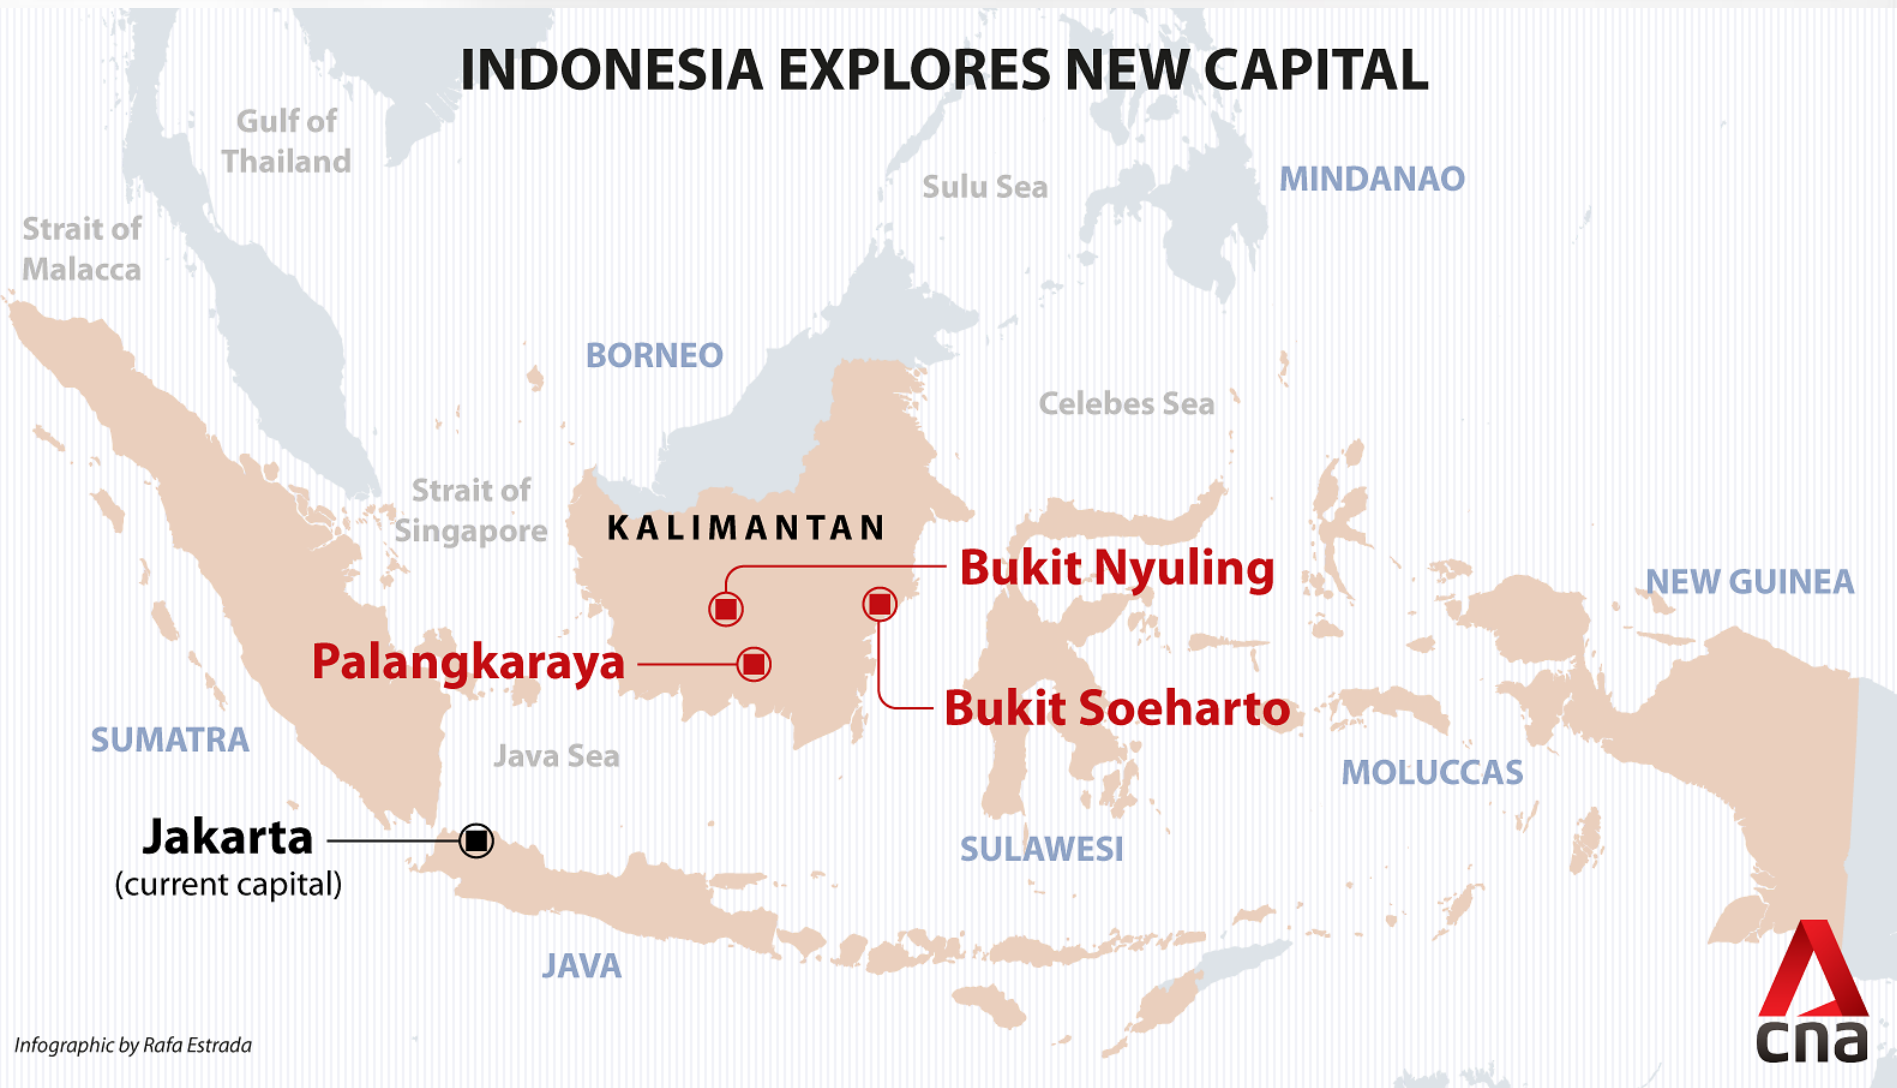 INDONESIA EXPLORES NEW CAPITAL
Gulf of
Thailand
Sulu Sea
MINDANAO
Strait of
Malacca
BORNEO
Celebes Sea
Strait of
Singapore
KALIMANTAN
Bukit Nyuling
NEW GUINEA
Palangkaraya
Bukit Soeharto
SUMATRA
Java Sea
MOLUCCAS
Jakarta
(current capital)
SULAWESI
JAVA
Infographic by Rafa Estrada
cna